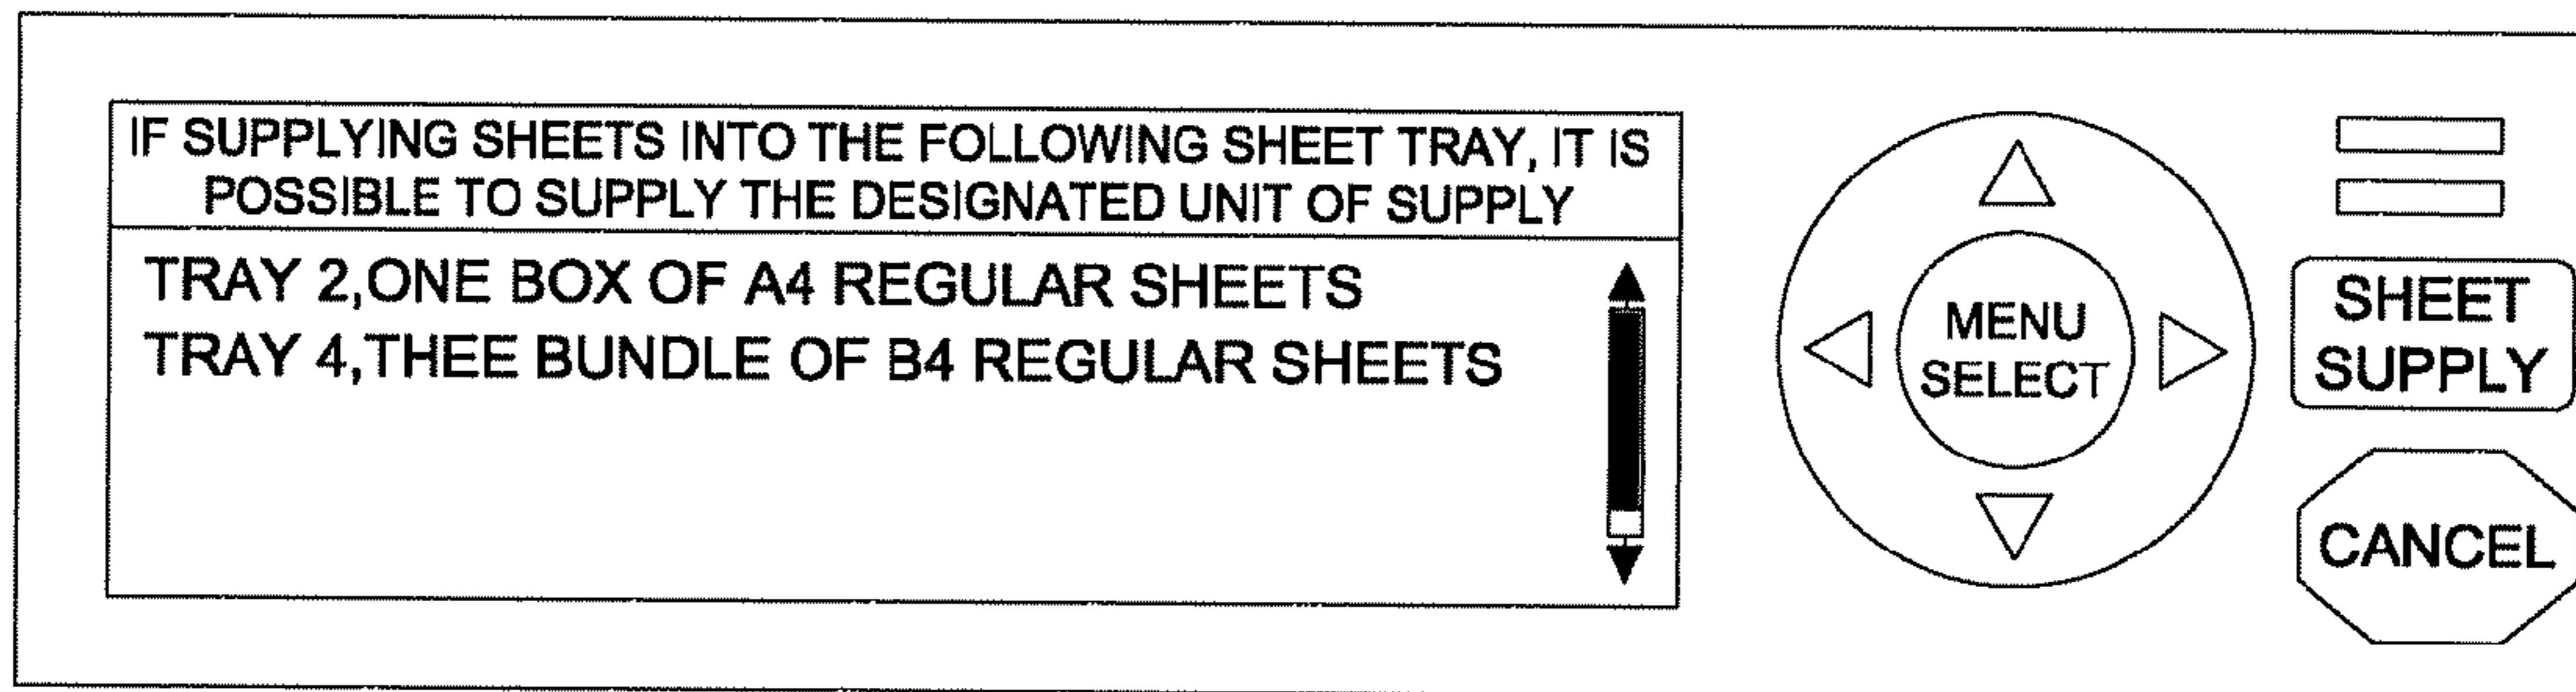 IF SUPPLYING SHEETS INTO THE FOLLOWING SHEET TRAY, IT IS
POSSIBLE TO SUPPLY THE DESIGNATED UNIT OF SUPPLY
TRAY 2,ONE BOX OF A4 REGULAR SHEETS
TRAY 4,THEE BUNDLE OF B4 REGULAR SHEETS
MENU
SELECT
SHEET
SUPPLY
CANCEL